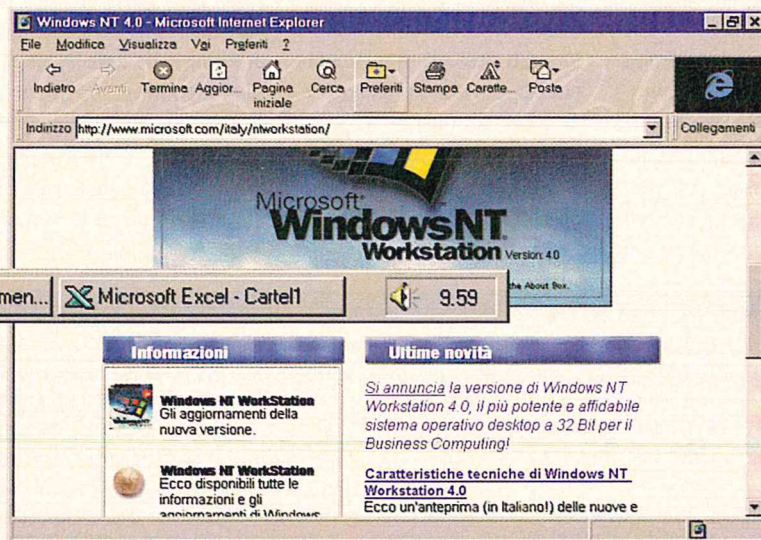 Windows NT 4.0 - Microsoft Internet Explorer
File Modifica Visualizza Vai Preferiti ?
Indietro Avanti Termina Aggior... Pagina iniziale Cerca Preferiti Stampa Caratte... Posta
Indirizzo http://www.microsoft.com/italy/ntworkstation/ Collegamenti
Microsoft
WindowsNT
Workstation Version 4.0
the About Box.
men... Microsoft Excel - Cartel1 9.59
Informazioni
Windows NT WorkStation
Gli aggiornamenti della
nuova versione.
Windows NT WorkStation
Ecco disponibili tutte le
informazioni e gli
aggiornamenti di Windows
Ultime novità
Si annuncia la versione di Windows NT
Workstation 4.0, il più potente e affidabile
sistema operativo desktop a 32 Bit per il
Business Computing!
Caratteristiche tecniche di Windows NT
Workstation 4.0
Ecco un'anteprima (in Italiano!) delle nuove e